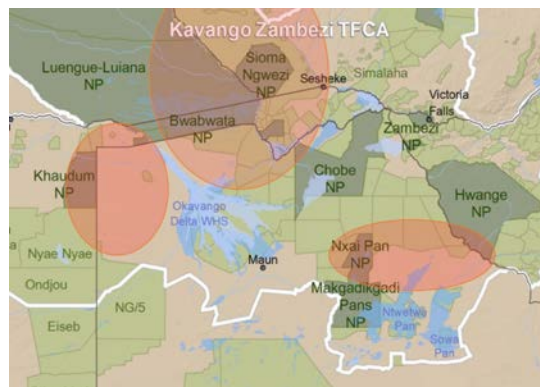 Kavango Zambezi TFCA
Luengue-Luiana
NP
Sioma
Ngwezi
NP
Sesheke
Simalaha
Victoria
Falls
Bwabwata
NP
Zambezi
NP
Khaudum
NP
Chobe
NP
Hwange
NP
Okavango
Delta WHS
Nyae Nyae
Maun
Nxai Pan
NP
Ondjou
NG/5
Makgadikgadi
Pans
NP
Eiseb
Ntwetwe
Pan
Sowa
Pan